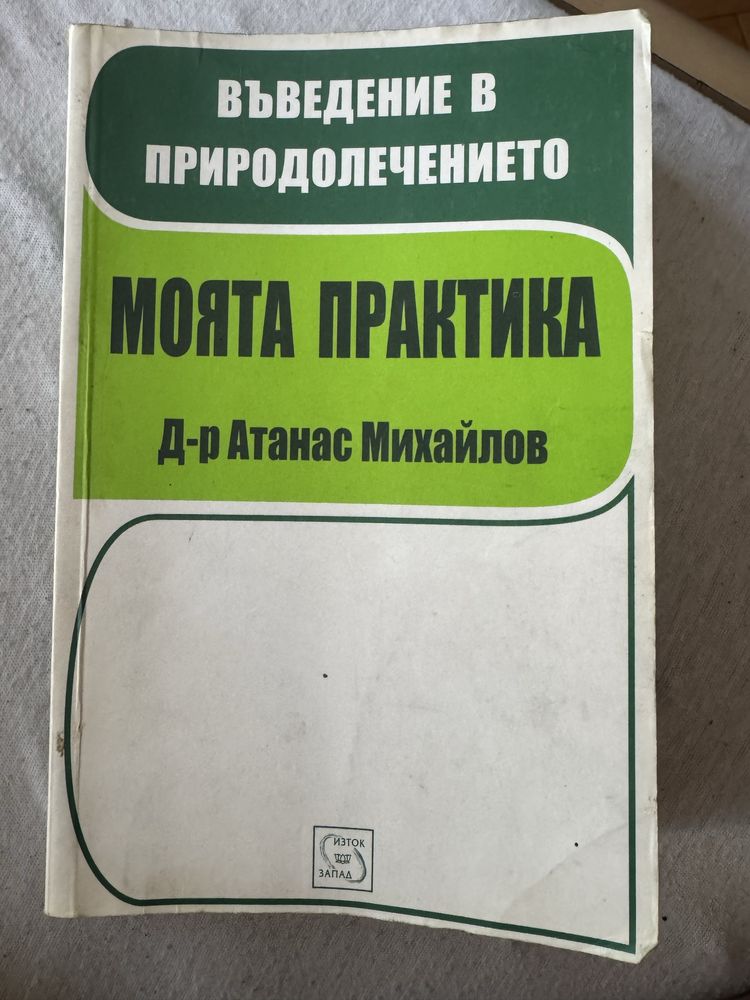 ВЪВЕДЕНИЕ В
ПРИРОДОЛЕЧЕНИЕТО
МОЯТА ПРАКТИКА
Д-р Атанас Михайлов
ИЗТОК
ЗАПАД